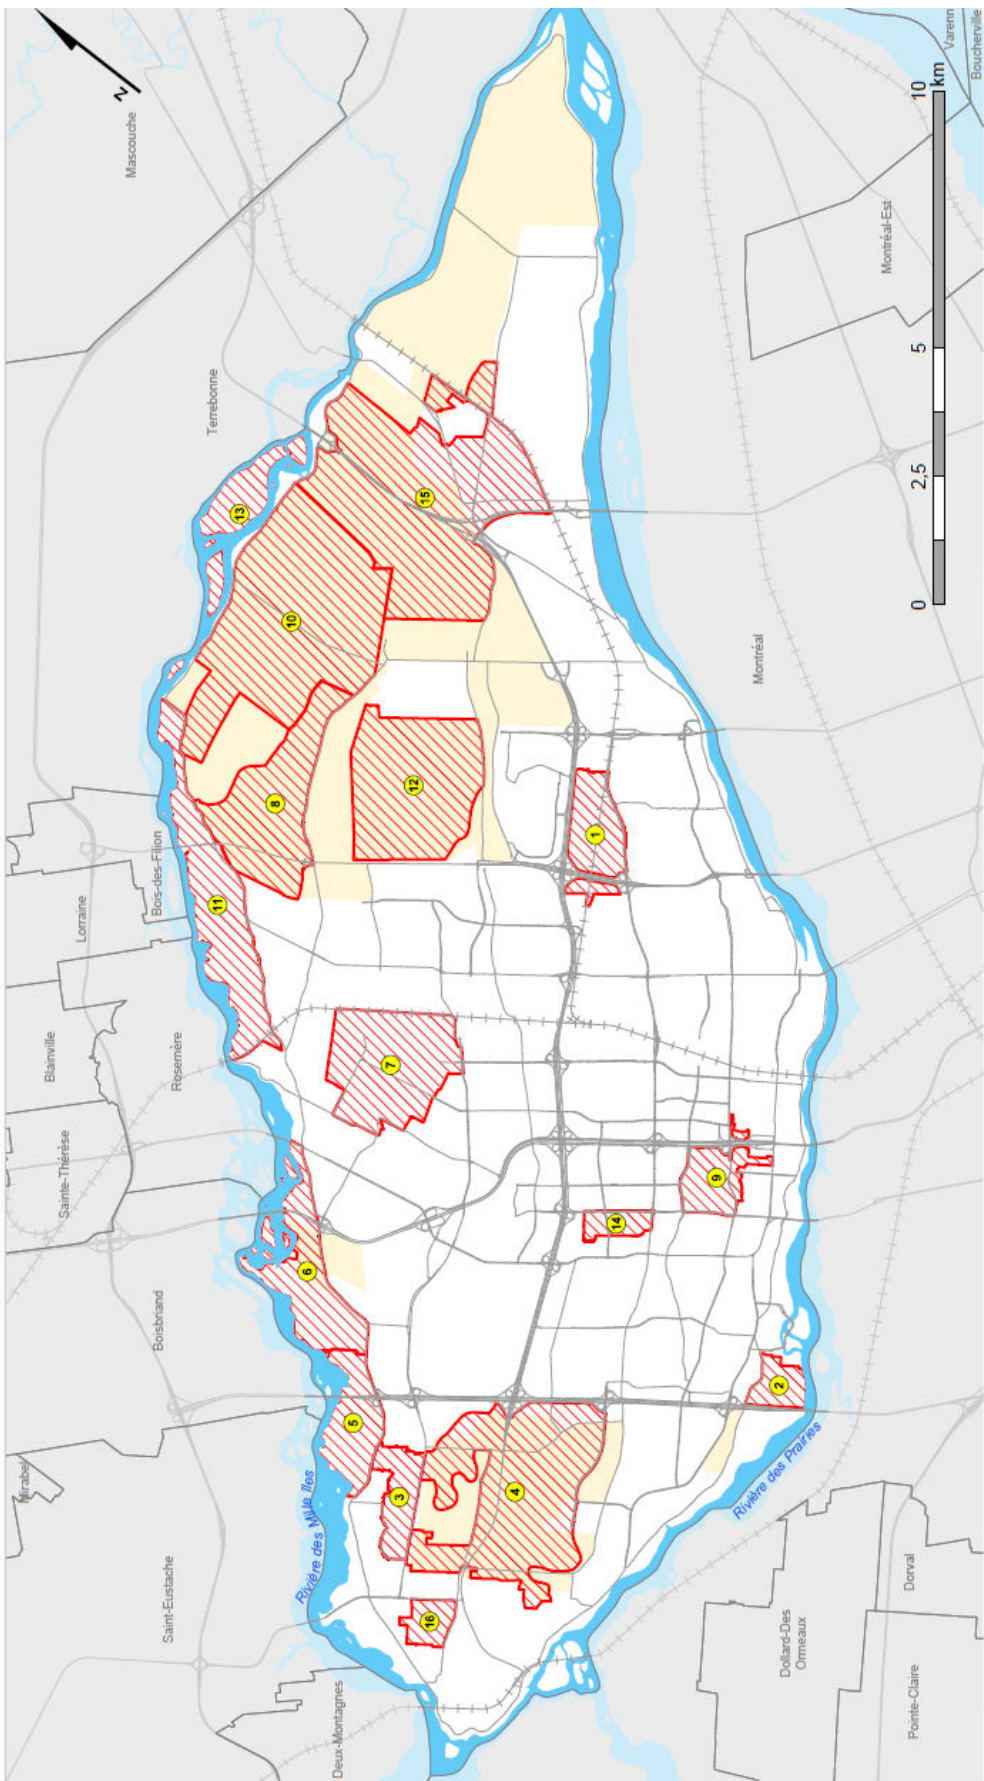 N
Mascouche
Varenn
Boucherville
10
km
Montréal-Est
5
2,5
0
Terrebonne
13
15
10
Montréal
8
12
1
Bois-des-Filion
Lorraine
11
Rosemère
Blainville
7
Sainte-Thérèse
9
14
6
Boisbriand
2
5
Mirabel
3
4
Rivière des Mille Îles
Rivière des Prairies
Saint-Eustache
16
Dorval
Dollard-Des
Ormeaux
Deux-Montagnes
Pointe-Claire